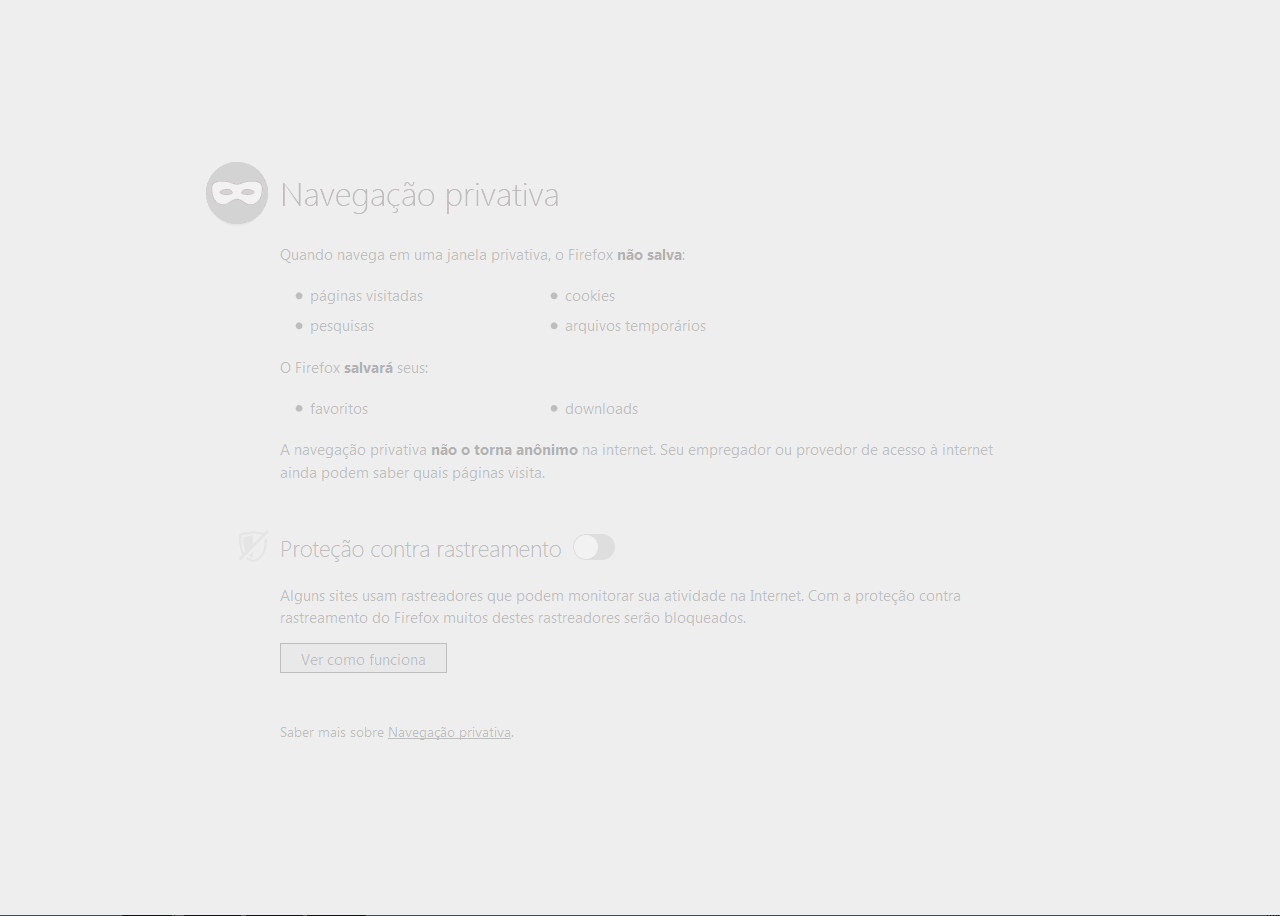 Navegação privativa
Quando navega em uma janela privativa, o Firefox não salva:
páginas visitadas
cookies
pesquisas
arquivos temporários
O Firefox salvará seus:
favoritos
downloads
A navegação privativa não o torna anônimo na internet. Seu empregador ou provedor de acesso à internet
ainda podem saber quais páginas visita.
Proteção contra rastreamento
Alguns sites usam rastreadores que podem monitorar sua atividade na Internet. Com a proteção contra
rastreamento do Firefox muitos destes rastreadores serão bloqueados.
Ver como funciona
Saber mais sobre Navegação privativa.